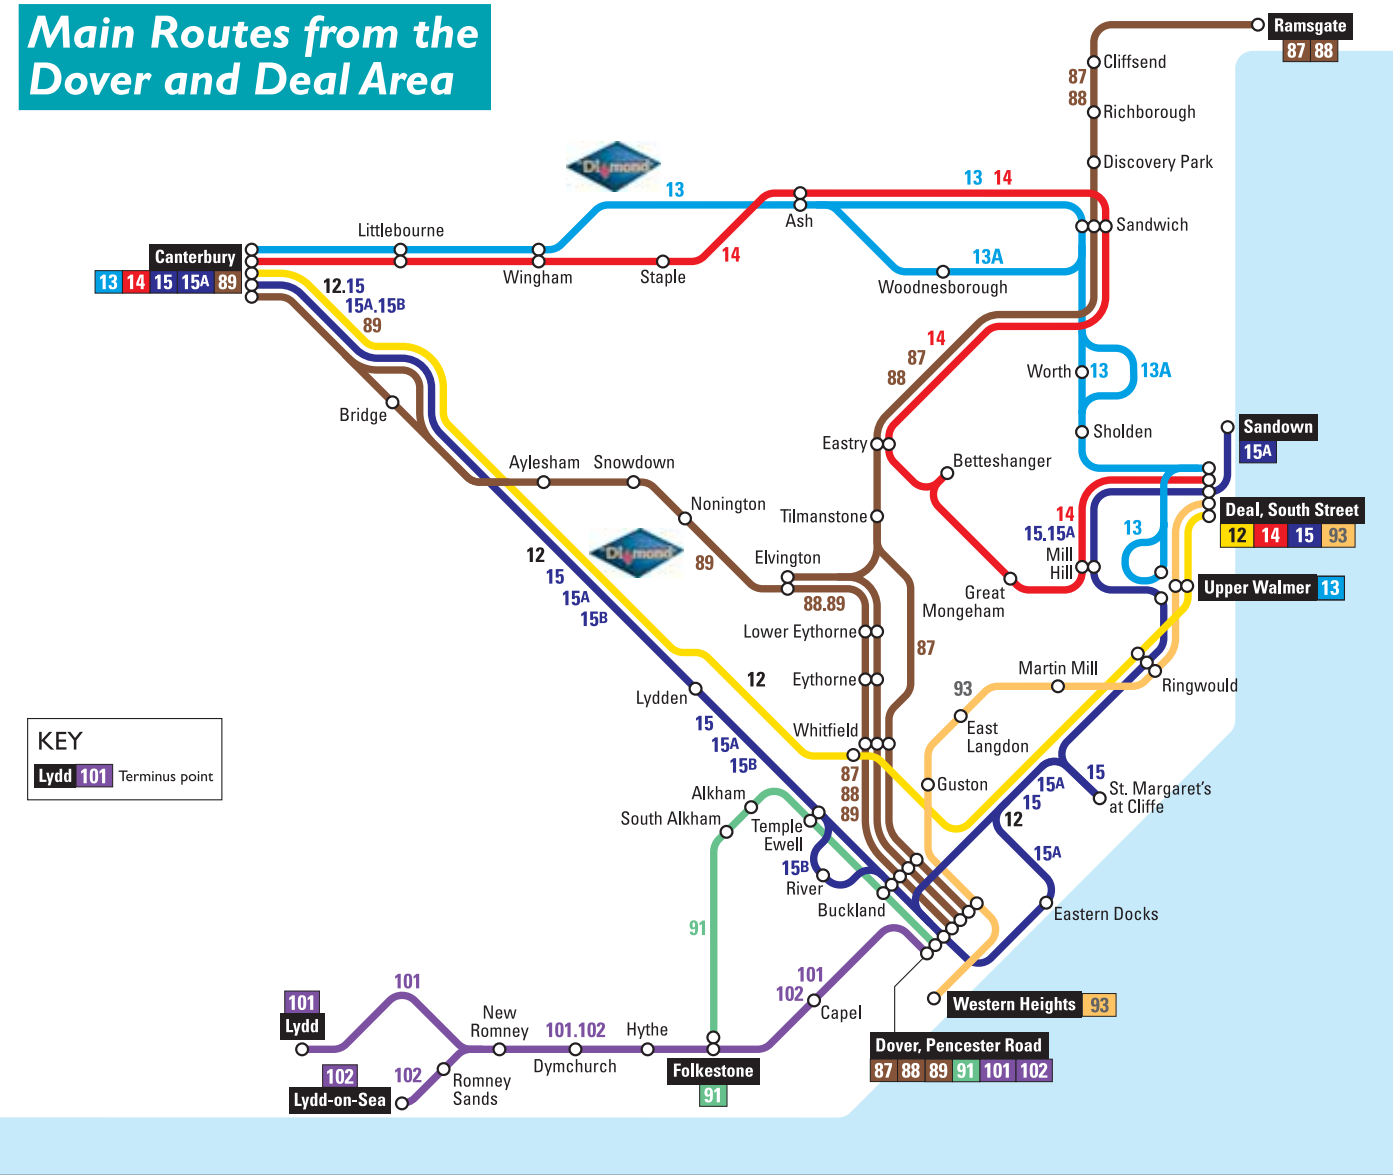 Main Routes from the
Dover and Deal Area
Ramsgate
87 88
Cliffsend
87
88
Richborough
Discovery Park
Diamond
13
13 14
Ash
Sandwich
Littlebourne
Canterbury
13 14 15 15A 89
Wingham
Staple
14
13A
Woodnesborough
12.15
15A.15B
89
14
87
88
Worth
13
13A
Bridge
Eastry
Sholden
Sandown
15A
Aylesham
Snowdown
Betteshanger
Nonington
Tilmanstone
14
15.15A
Mill
Hill
13
Deal, South Street
12 14 15 93
Diamond
12
15
15A
15B
89
Elvington
88.89
Great
Mongeham
Upper Walmer 13
Lower Eythorne
87
Eythorne
Martin Mill
Ringwould
Lydden
12
93
East
Langdon
15
15A
15B
Whitfield
87
88
89
Guston
15A
15
12
15
St. Margaret's
at Cliffe
KEY
Lydd 101 Terminus point
Alkham
South Alkham
Temple
Ewell
15B
River
Buckland
15A
Eastern Docks
91
101
102
Capel
Western Heights 93
101
101
Lydd
New
Romney
101.102
Dymchurch
Hythe
Dover, Pencester Road
87 88 89 91 101 102
102
Lydd-on-Sea
102
Romney
Sands
Folkestone
91